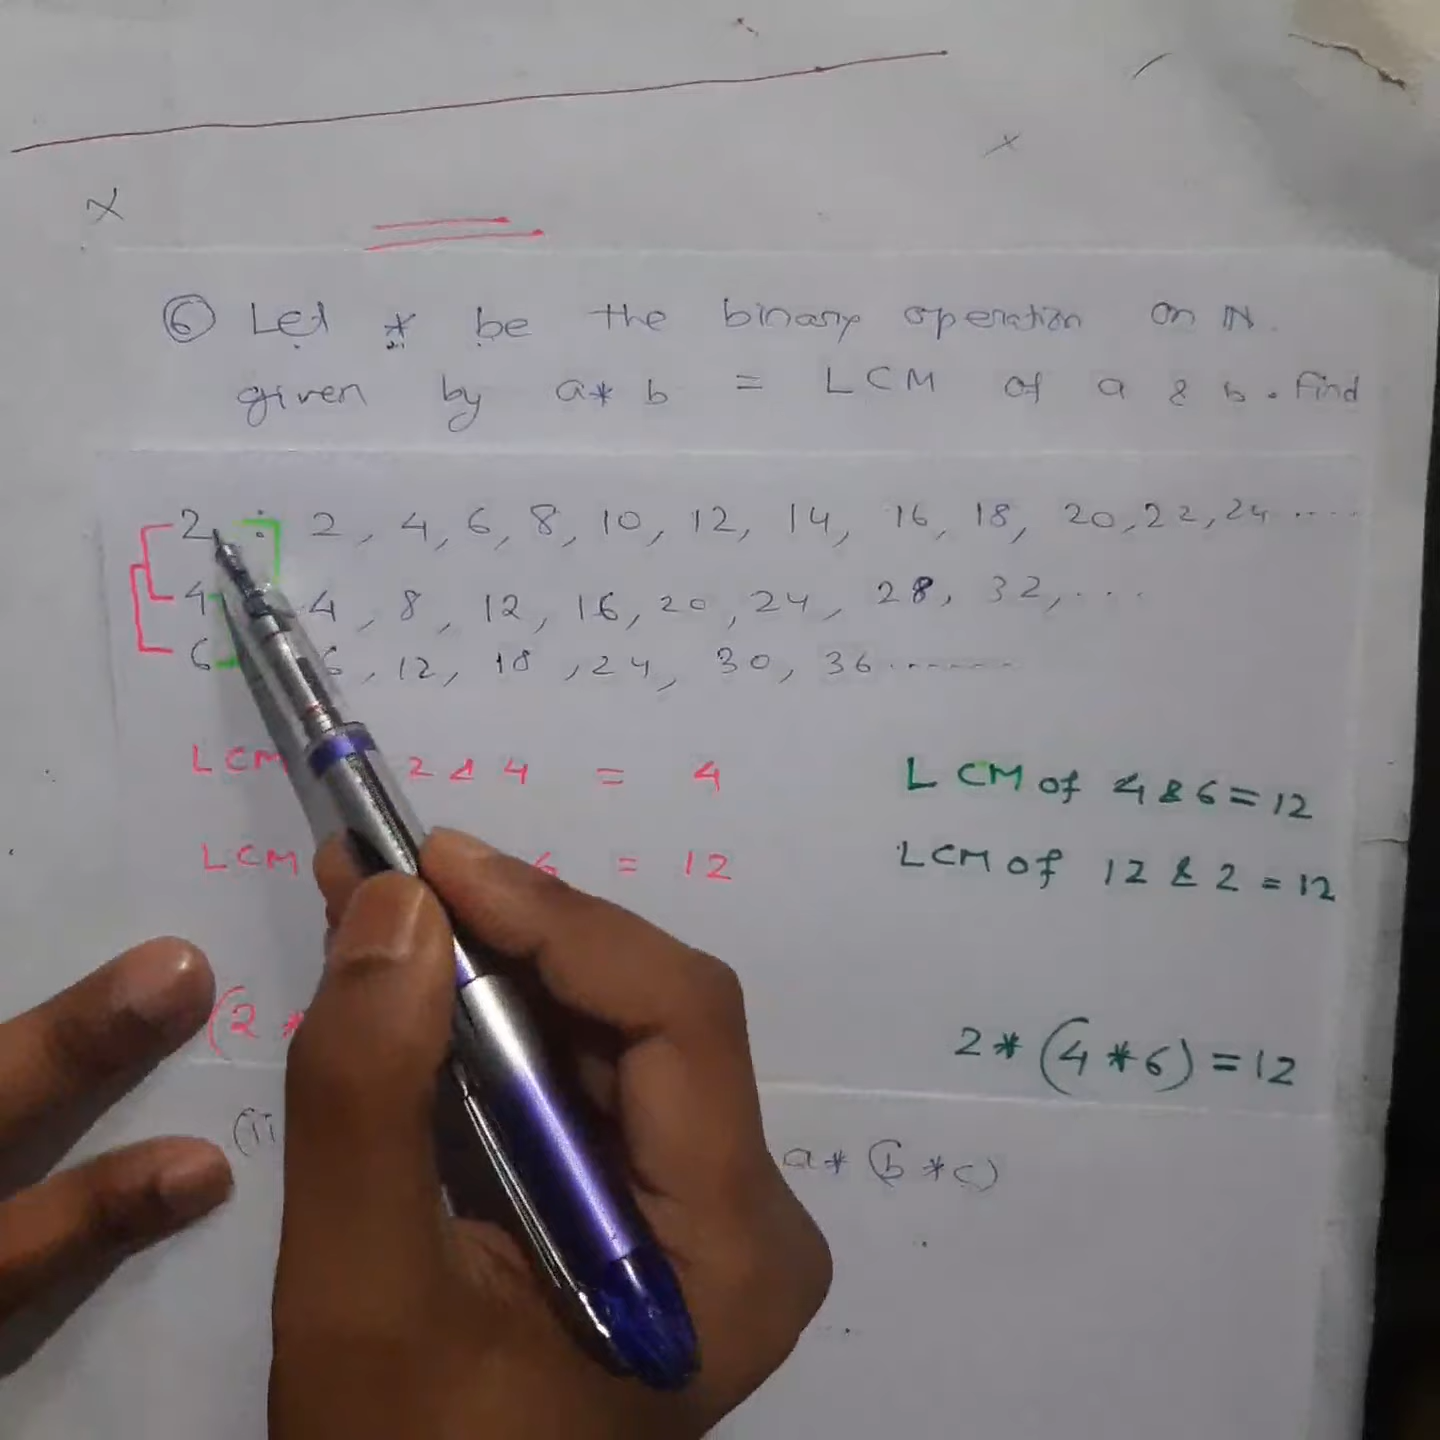 6 Let * be the binary operation on N.
given by a * b = LCM of a & b. Find
2 : 2, 4, 6, 8, 10, 12, 14, 16, 18, 20, 22, 24 ....
4 4, 8, 12, 16, 20, 24, 28, 32, ...
6 6, 12, 18, 24, 30, 36 .......
LCM 2 & 4 = 4
LCM 6 = 12
(2 *
LCM of 4 & 6 = 12
LCM of 12 & 2 = 12
2 * (4 * 6) = 12
(ii a * (b * c)